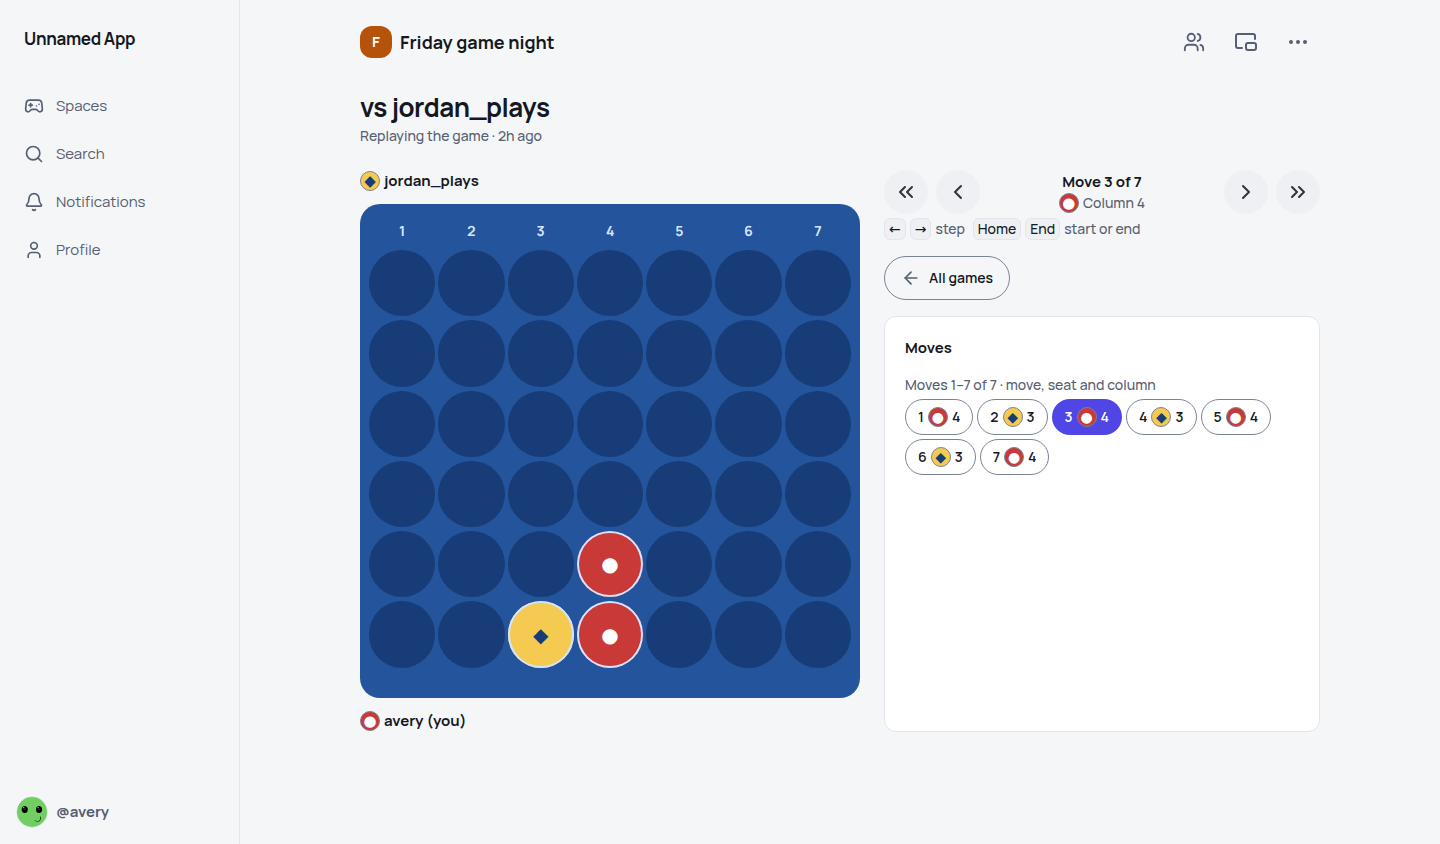 Unnamed App
Spaces
Search
Notifications
Profile
@avery
F Friday game night
vs jordan_plays
Replaying the game · 2h ago
jordan_plays
1 2 3 4 5 6 7
avery (you)
Move 3 of 7
Column 4
← → step Home End start or end
All games
Moves
Moves 1–7 of 7 · move, seat and column
1 4 2 3 3 4 4 3 5 4
6 3 7 4